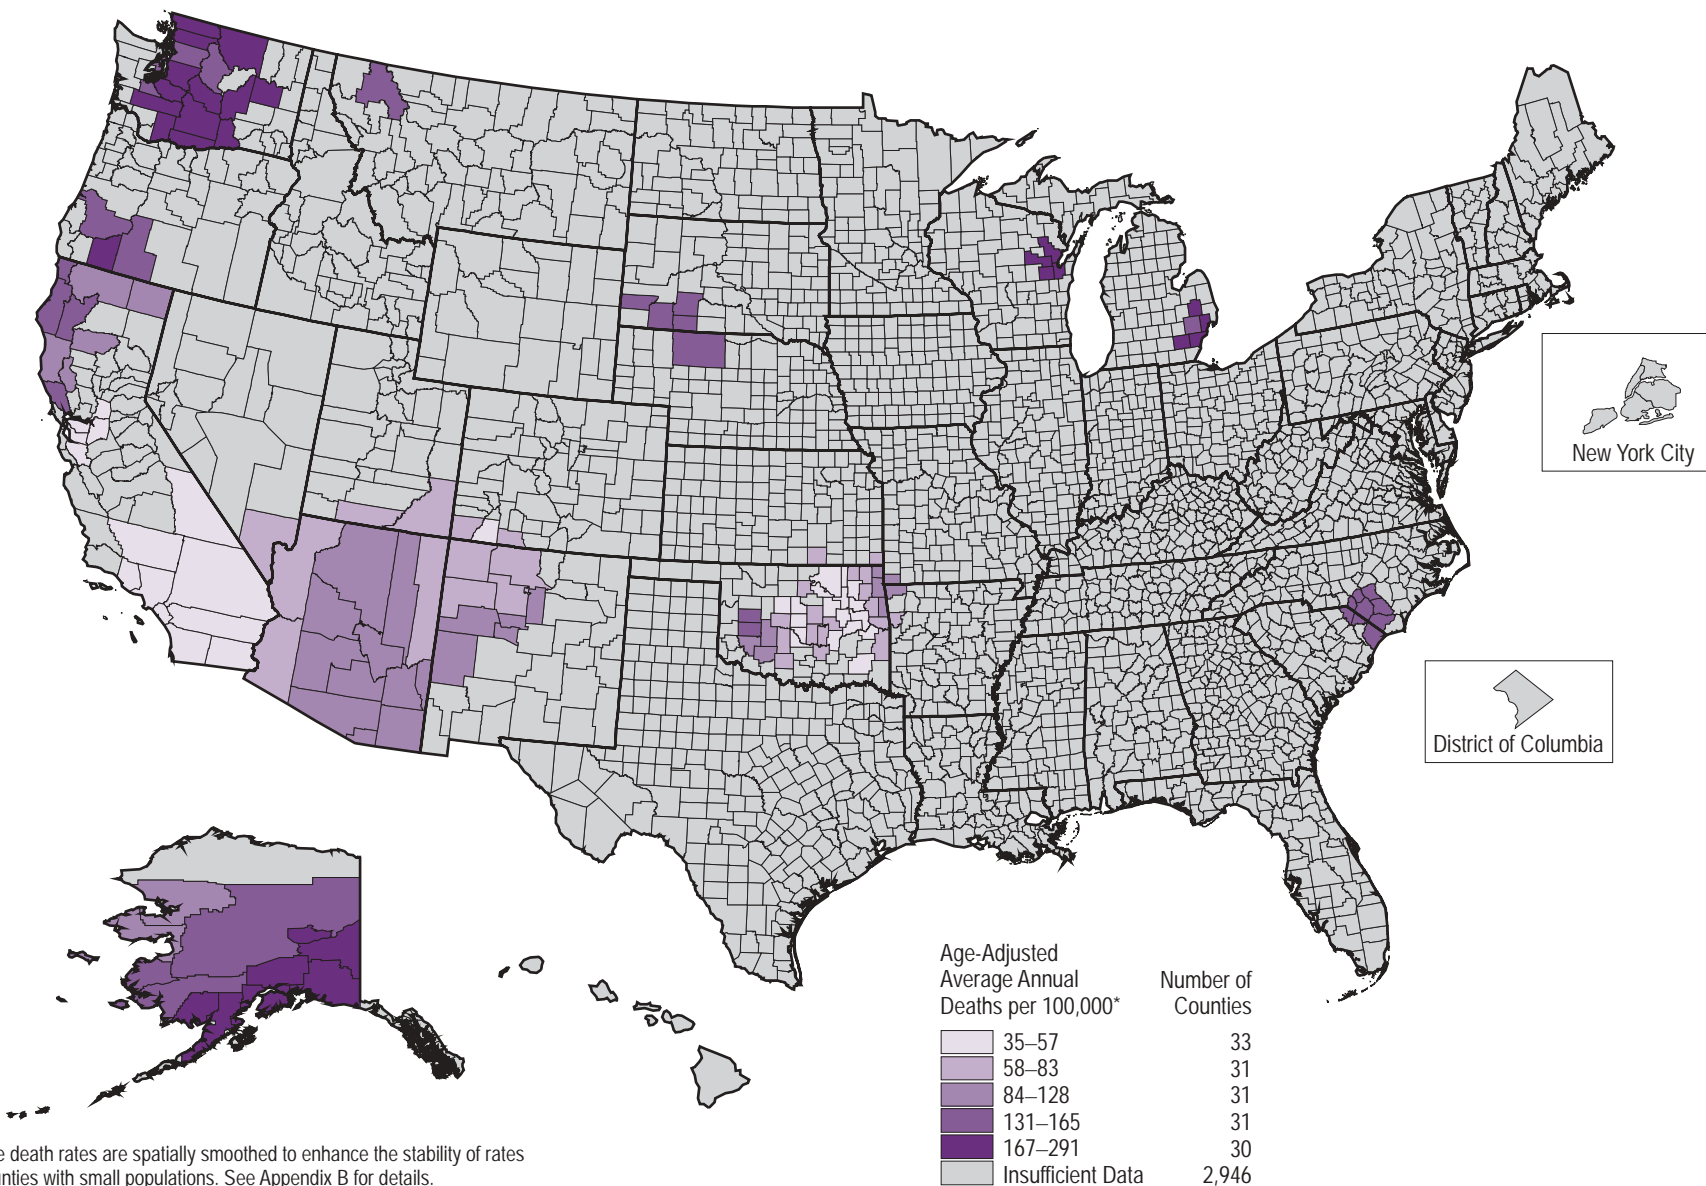 New York City
District of Columbia
Age-Adjusted
Average Annual Number of
Deaths per 100,000* Counties
35–57 33
58–83 31
84–128 31
131–165 31
167–291 30
Insufficient Data 2,946
death rates are spatially smoothed to enhance the stability of rates
with small populations. See Appendix B for details.